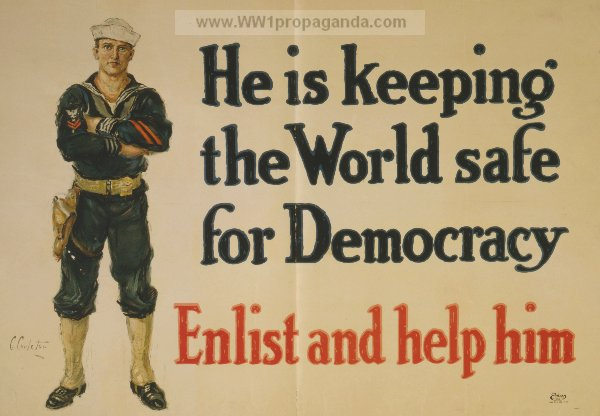 www.WW1propaganda.com
He is keeping
the World safe
for Democracy
Enlist and help him